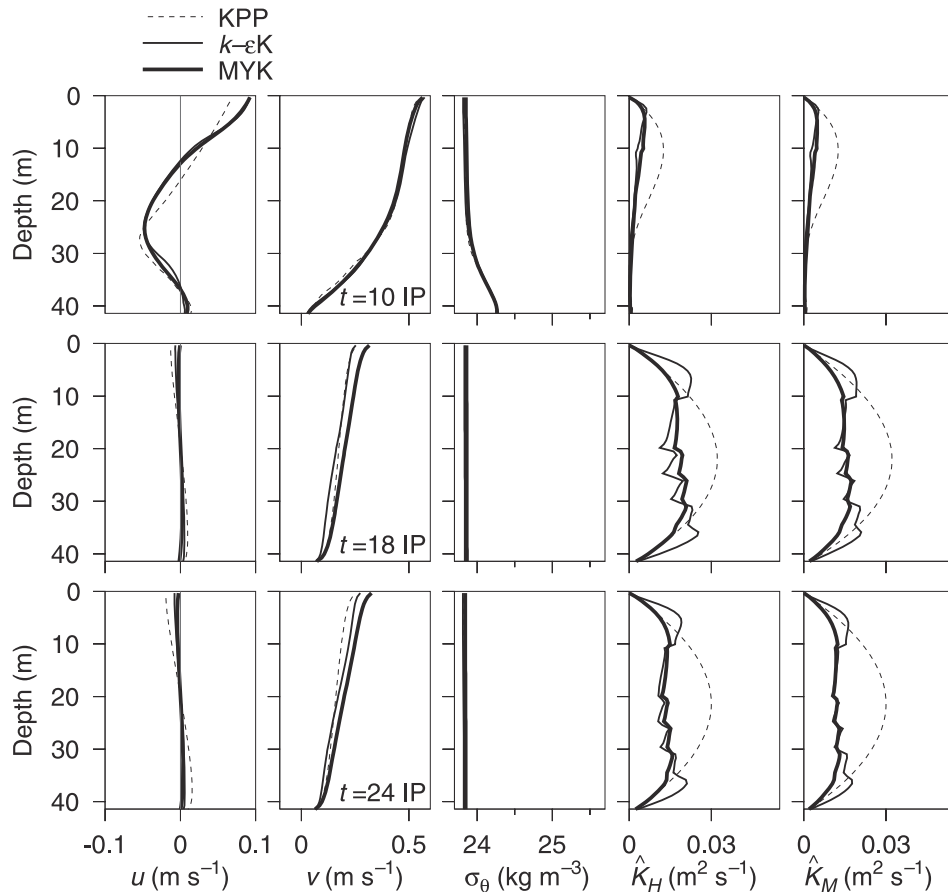 KPP
k–εK
MYK
0
10
20
30
40
Depth (m)
t=10 IP
0
10
20
30
40
Depth (m)
t=18 IP
0
10
20
30
40
Depth (m)
t=24 IP
-0.1 0 0.1 0 0.5 24 25 0 0.03 0 0.03
u (m s⁻¹) v (m s⁻¹) σθ (kg m⁻³) K̂H (m² s⁻¹) K̂M (m² s⁻¹)